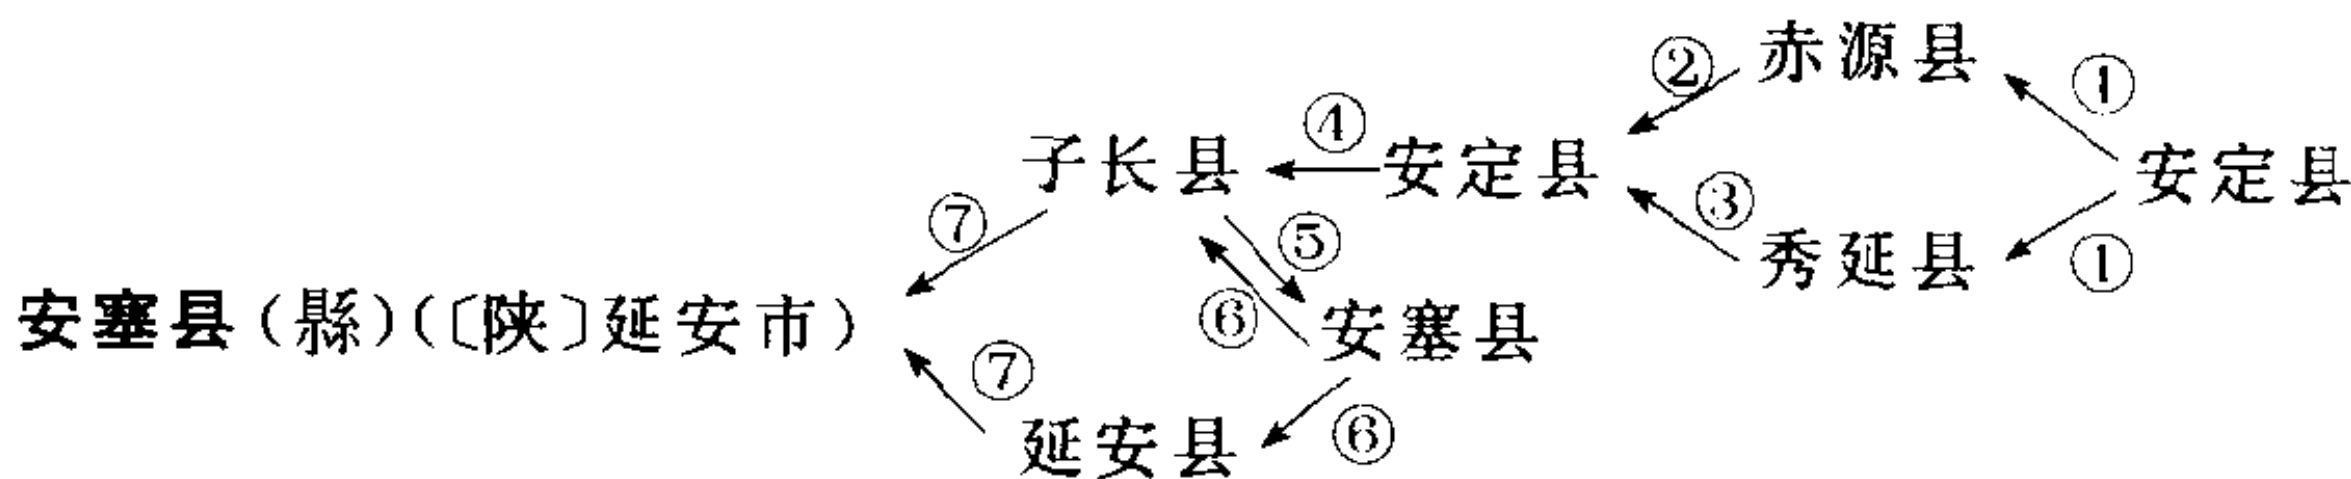 ② 赤源县 ①
④
子长县 安定县 安定县
⑦ ⑤ ③
秀延县 ①
安塞县(縣)(〔陕〕延安市) ⑥ 安塞县
⑦
延安县 ⑥